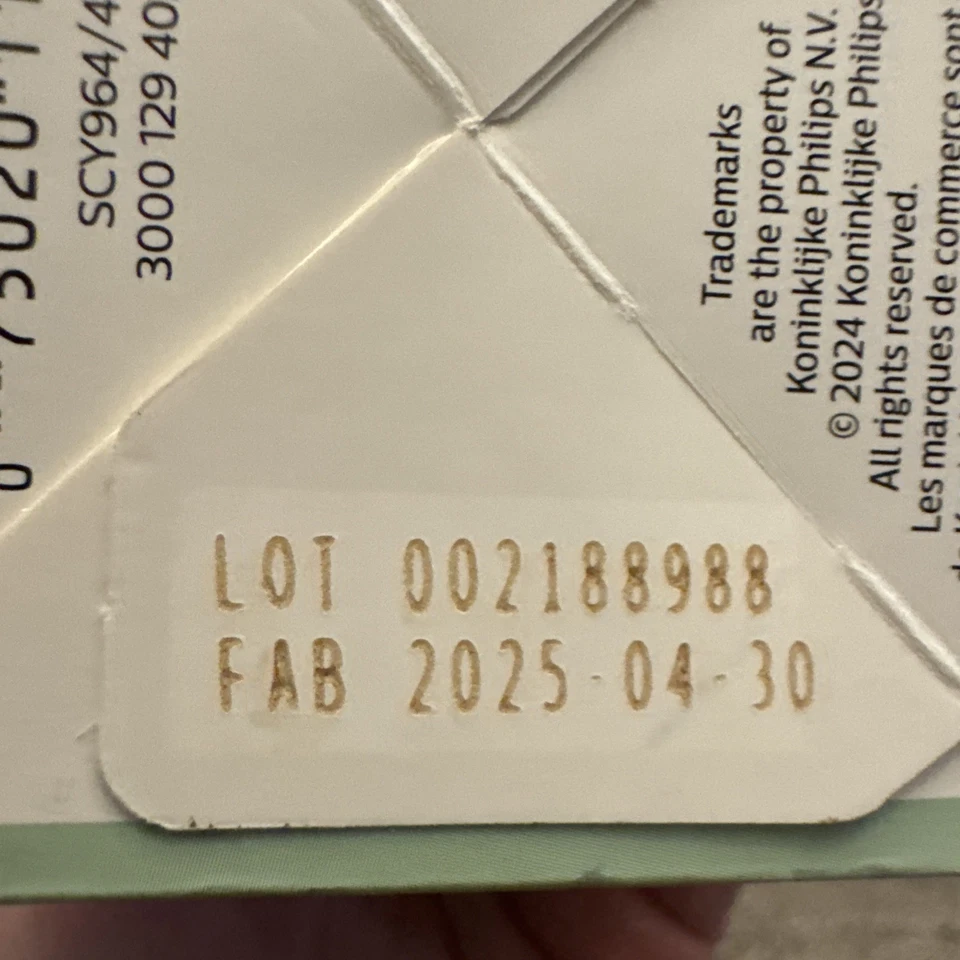 SCY964/4
3000 129 40
Trademarks
are the property of
Koninklijke Philips N.V.
© 2024 Koninklijke Philips
All rights reserved.
Les marques de commerce sont
LOT 002188988
FAB 2025-04-30